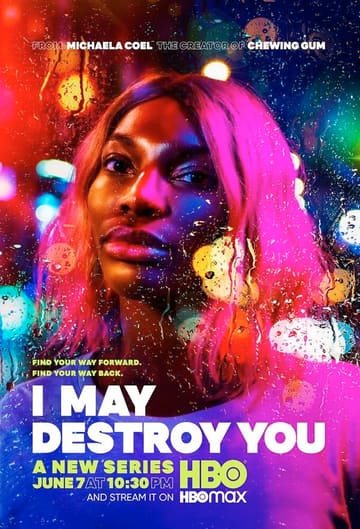 FROM MICHAELA COEL, THE CREATOR OF CHEWING GUM
FIND YOUR WAY FORWARD.
FIND YOUR WAY BACK.
I MAY
DESTROY YOU
A NEW SERIES HBO
JUNE 7 AT 10:30 PM
AND STREAM IT ON HBOMAX